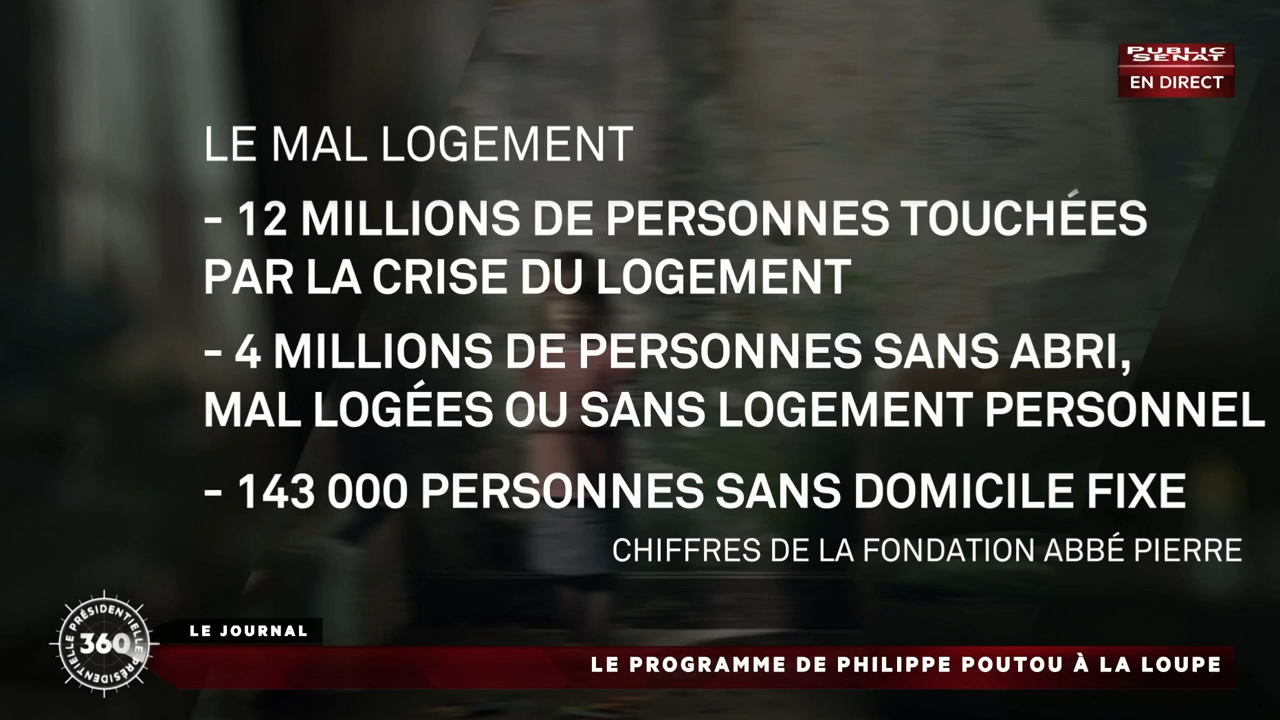 PUBLIC
SENAT
EN DIRECT
LE MAL LOGEMENT
- 12 MILLIONS DE PERSONNES TOUCHÉES
PAR LA CRISE DU LOGEMENT
- 4 MILLIONS DE PERSONNES SANS ABRI,
MAL LOGÉES OU SANS LOGEMENT PERSONNEL
- 143 000 PERSONNES SANS DOMICILE FIXE
CHIFFRES DE LA FONDATION ABBÉ PIERRE
PRÉSIDENTIELLE PRÉSIDENTIELLE
360
LE JOURNAL
LE PROGRAMME DE PHILIPPE POUTOU À LA LOUPE